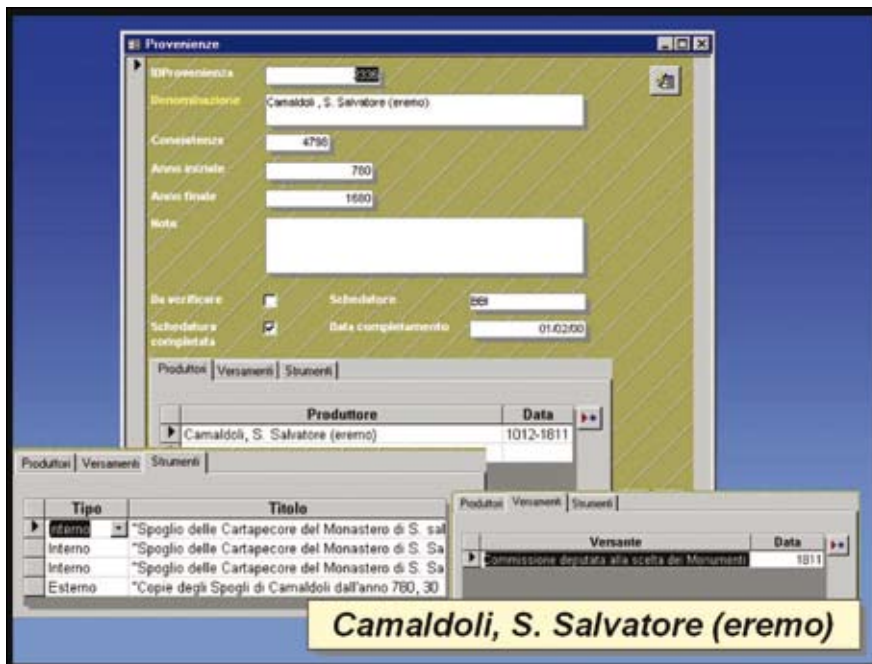 Provenienze
IDProvenienza
Denominazione Camaldoli , S. Salvatore (eremo)
Consistenza 4798
Anno iniziale 780
Anno finale 1680
Note
Da verificare Schedatore BBI
Schedatura completata Data completamento 01/02/00
Produttori Versamenti Strumenti
Produttore Data
Camaldoli, S. Salvatore (eremo) 1012-1811
Produttori Versamenti Strumenti
Tipo Titolo
Interno "Spoglio delle Cartapecore del Monastero di S. sal
Interno "Spoglio delle Cartapecore del Monastero di S. Sa
Interno "Spoglio delle Cartapecore del Monastero di S. Sa
Esterno "Copie degli Spogli di Camaldoli dall'anno 780, 30
Produttori Versamenti Strumenti
Versante Data
Commissione deputata alla scelta dei Monumenti 1811
Camaldoli, S. Salvatore (eremo)